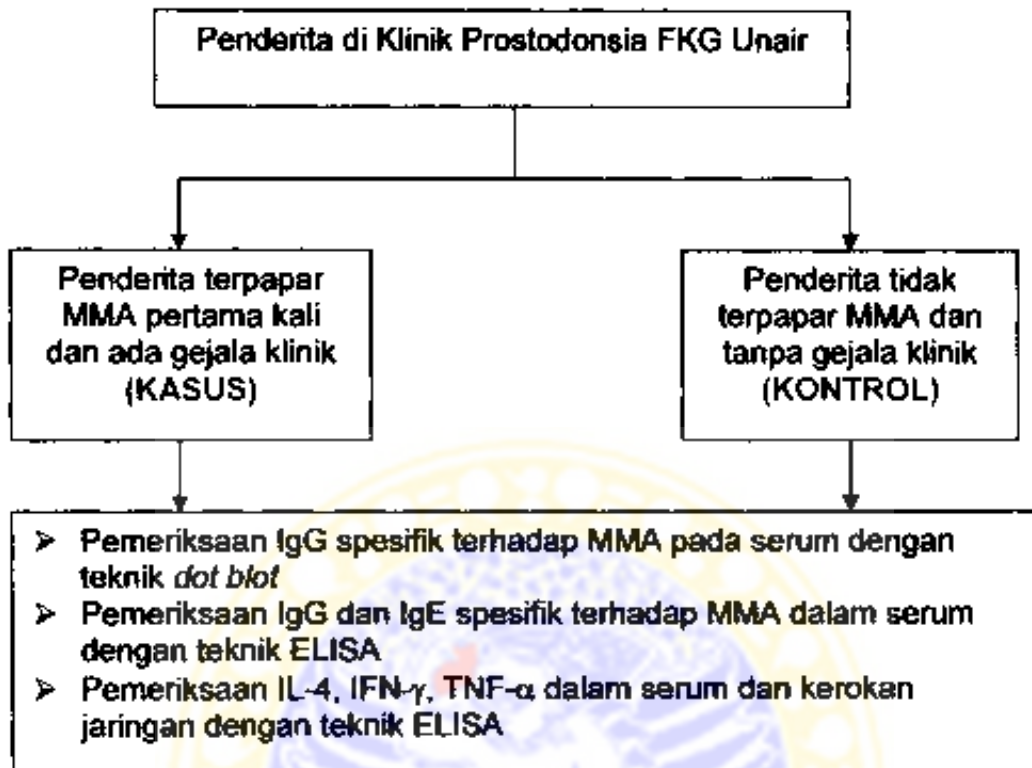 Penderita di Klinik Prostodonsia FKG Unair
Penderita terpapar
MMA pertama kali
dan ada gejala klinik
(KASUS)
Penderita tidak
terpapar MMA dan
tanpa gejala klinik
(KONTROL)
➢ Pemeriksaan IgG spesifik terhadap MMA pada serum dengan
teknik dot blot
➢ Pemeriksaan IgG dan IgE spesifik terhadap MMA dalam serum
dengan teknik ELISA
➢ Pemeriksaan IL-4, IFN-γ, TNF-α dalam serum dan kerokan
jaringan dengan teknik ELISA